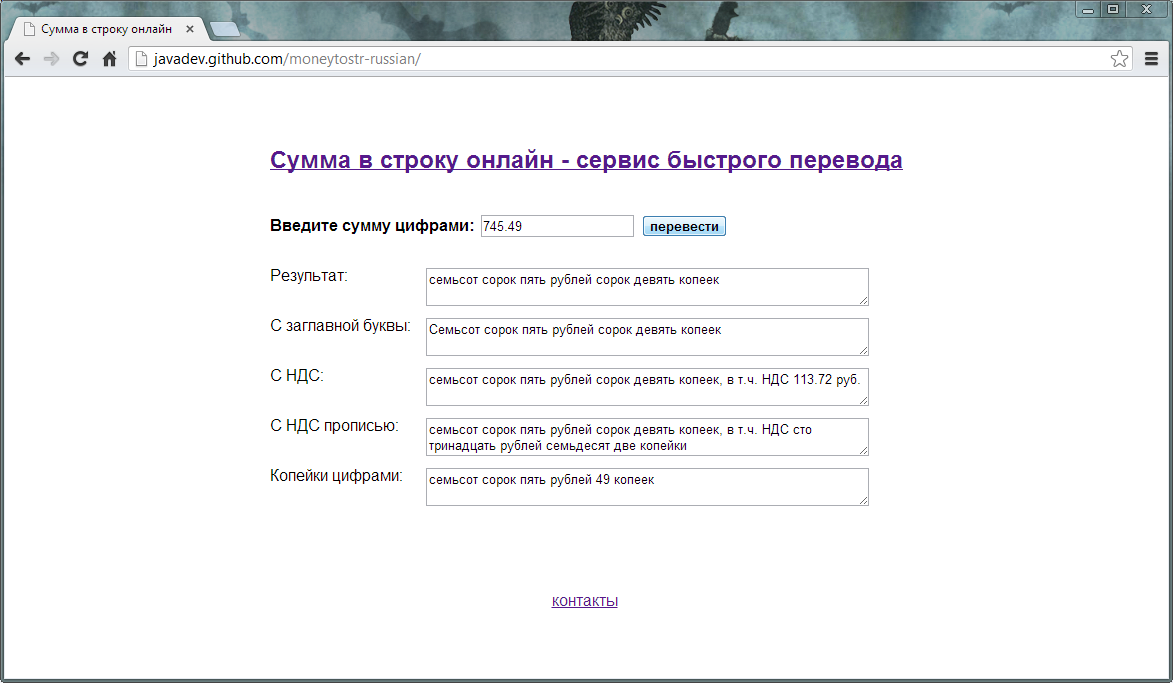 Сумма в строку онлайн
javadev.github.com/moneytostr-russian/
Сумма в строку онлайн - сервис быстрого перевода
Введите сумму цифрами: 745.49 перевести
Результат: семьсот сорок пять рублей сорок девять копеек
С заглавной буквы: Семьсот сорок пять рублей сорок девять копеек
С НДС: семьсот сорок пять рублей сорок девять копеек, в т.ч. НДС 113.72 руб.
С НДС прописью: семьсот сорок пять рублей сорок девять копеек, в т.ч. НДС сто
тринадцать рублей семьдесят две копейки
Копейки цифрами: семьсот сорок пять рублей 49 копеек
контакты